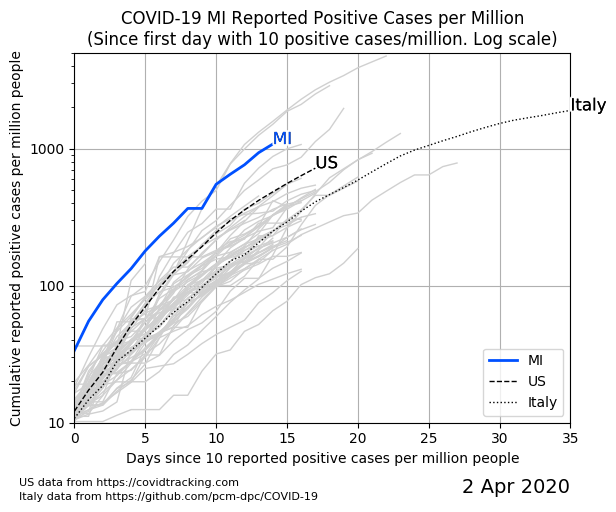 COVID-19 MI Reported Positive Cases per Million
(Since first day with 10 positive cases/million. Log scale)
Cumulative reported positive cases per million people
1000
100
10
MI
US
Italy
MI
US
Italy
0 5 10 15 20 25 30 35
Days since 10 reported positive cases per million people
US data from https://covidtracking.com
Italy data from https://github.com/pcm-dpc/COVID-19
2 Apr 2020